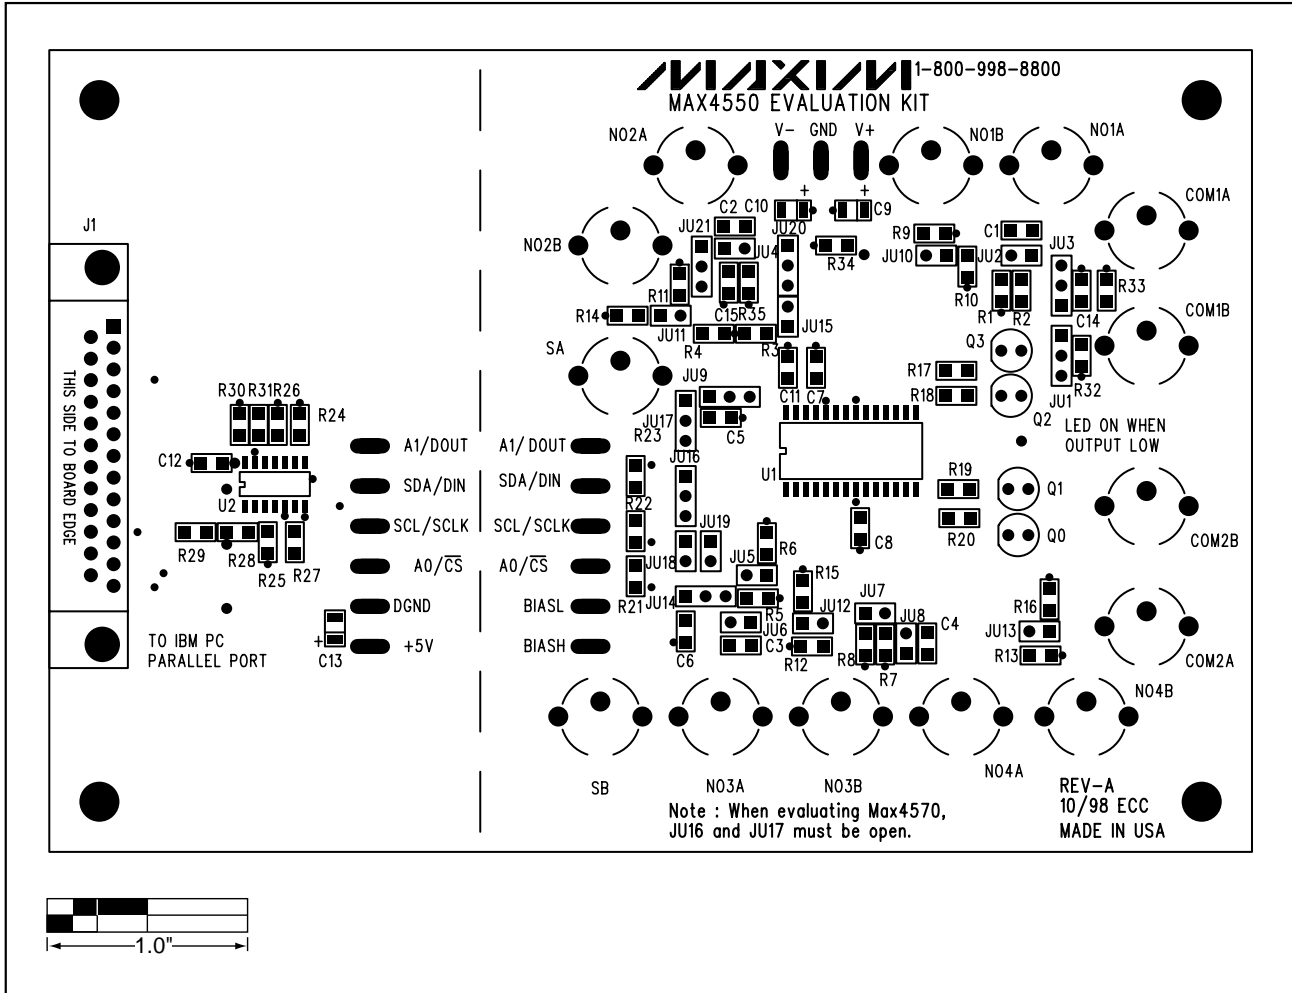 MAXIM 1-800-998-8800
MAX4550 EVALUATION KIT
NO2A
V- GND V+
NO1B
NO1A
COM1A
+ +
C2 C10
C9
J1
NO2B
JU21
JU20
JU4
R34
R9
JU10
R10
C1
JU2
JU3
R33
R11
C15 R35
R1 R2
C14
COM1B
R14
JU11
JU15
R4
R3
SA
Q3
R32
JU9
C11 C7
R17
R18
JU1
Q2
THIS SIDE TO BOARD EDGE
R30 R31 R26
R24
JU17
R23
C5
LED ON WHEN
OUTPUT LOW
A1/DOUT
A1/DOUT
C12
JU16
U1
R19
SDA/DIN
SDA/DIN
Q1
U2
R22
SCL/SCLK
SCL/SCLK
JU19
R6
C8
R20
Q0
COM2B
R29
R28
R25
R27
JU18
JU5
A0/C̅S̅
A0/C̅S̅
R15
JU7
R16
R21
JU14
R5
DGND
BIASL
JU12
JU8
C4
JU6
JU13
TO IBM PC
PARALLEL PORT
+
C13
+5V
BIASH
C6
C3
R12
R8
R7
R13
COM2A
NO4B
SB
NO3A
NO3B
NO4A
REV-A
10/98 ECC
MADE IN USA
Note : When evaluating Max4570,
JU16 and JU17 must be open.
1.0"